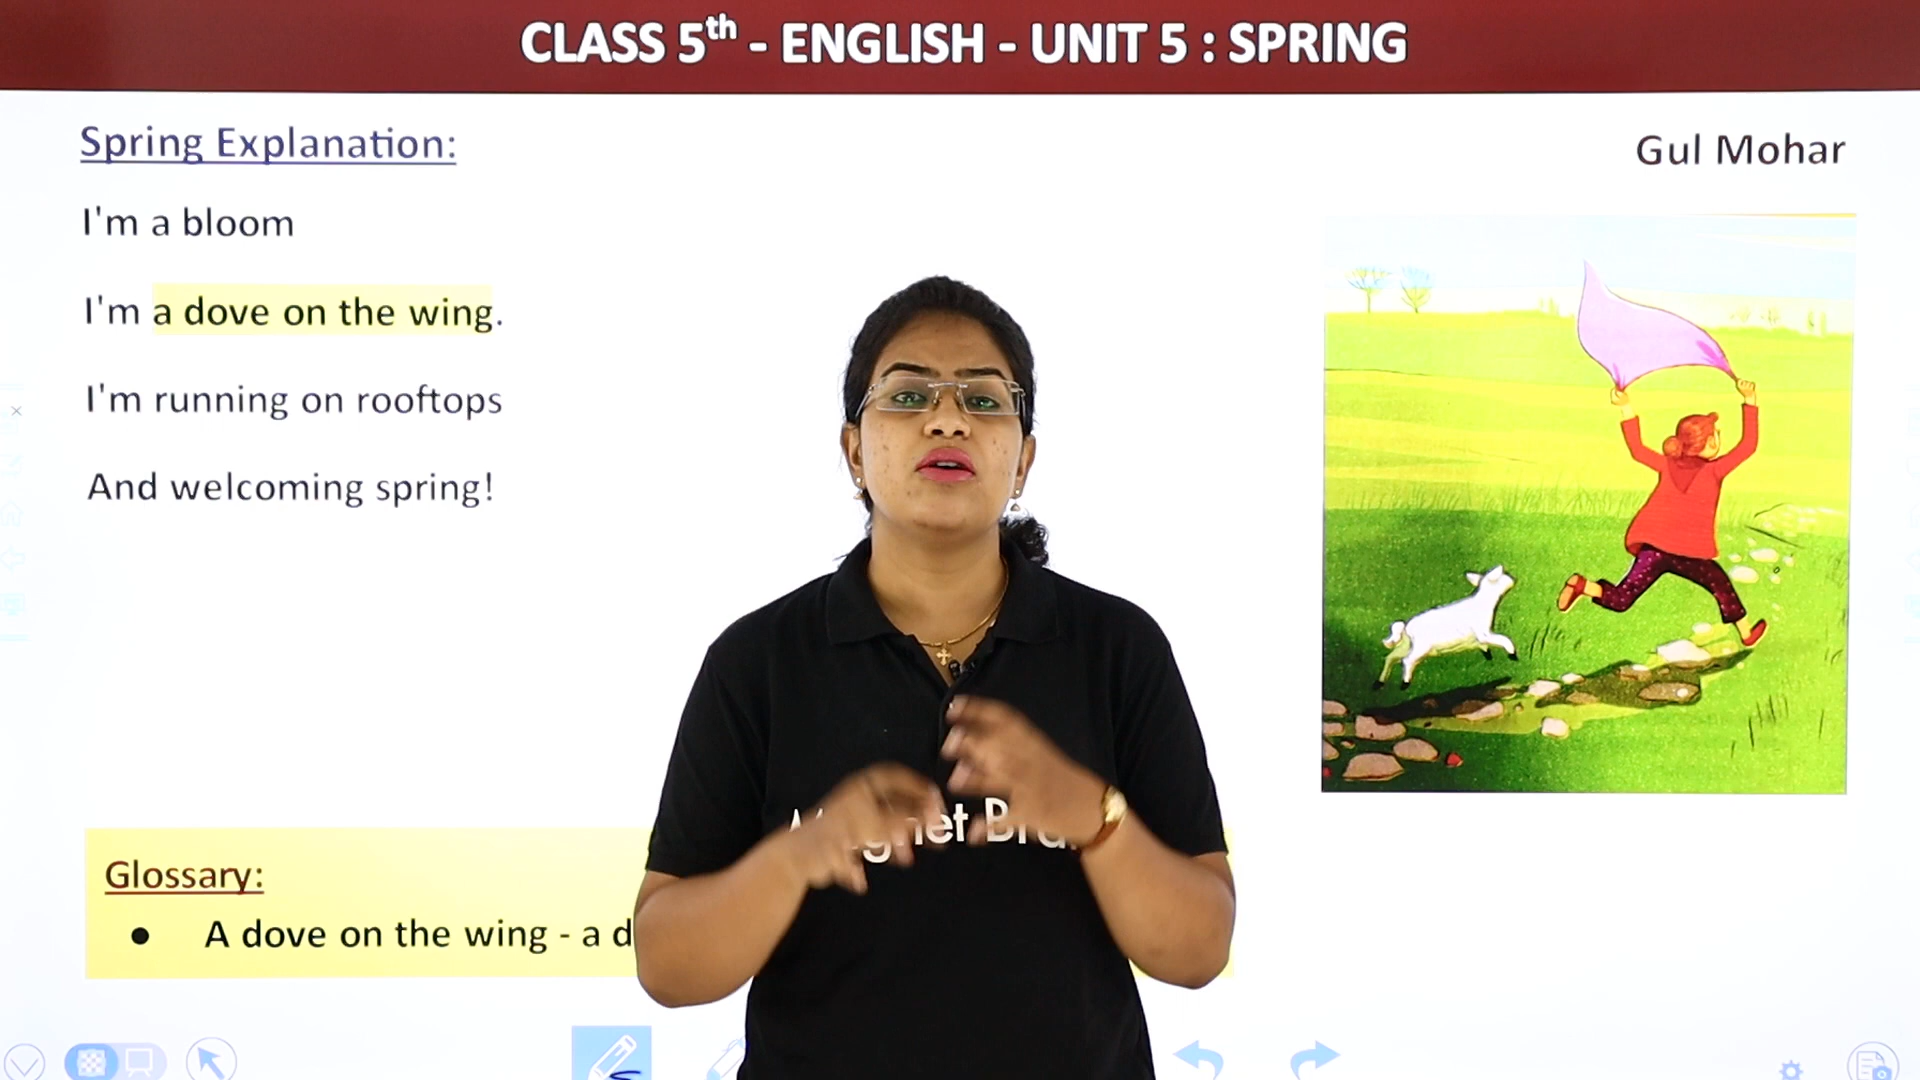 CLASS 5th - ENGLISH - UNIT 5 : SPRING
Spring Explanation:
Gul Mohar
I'm a bloom
I'm a dove on the wing.
I'm running on rooftops
And welcoming spring!
Glossary:
● A dove on the wing - a d